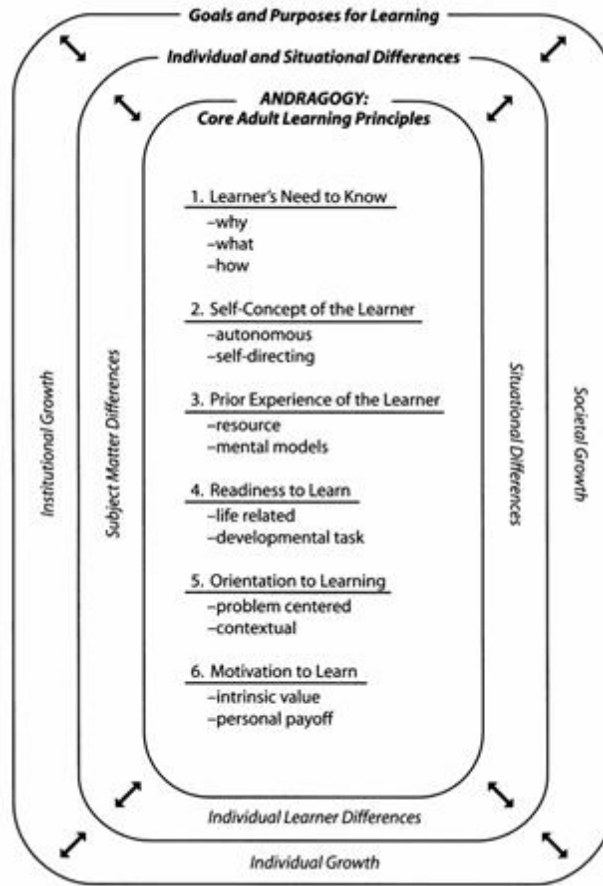 Goals and Purposes for Learning
Individual and Situational Differences
ANDRAGOGY:
Core Adult Learning Principles
1. Learner's Need to Know
–why
–what
–how
2. Self-Concept of the Learner
–autonomous
–self-directing
3. Prior Experience of the Learner
–resource
–mental models
4. Readiness to Learn
–life related
–developmental task
5. Orientation to Learning
–problem centered
–contextual
6. Motivation to Learn
–intrinsic value
–personal payoff
Institutional Growth
Subject Matter Differences
Situational Differences
Societal Growth
Individual Learner Differences
Individual Growth